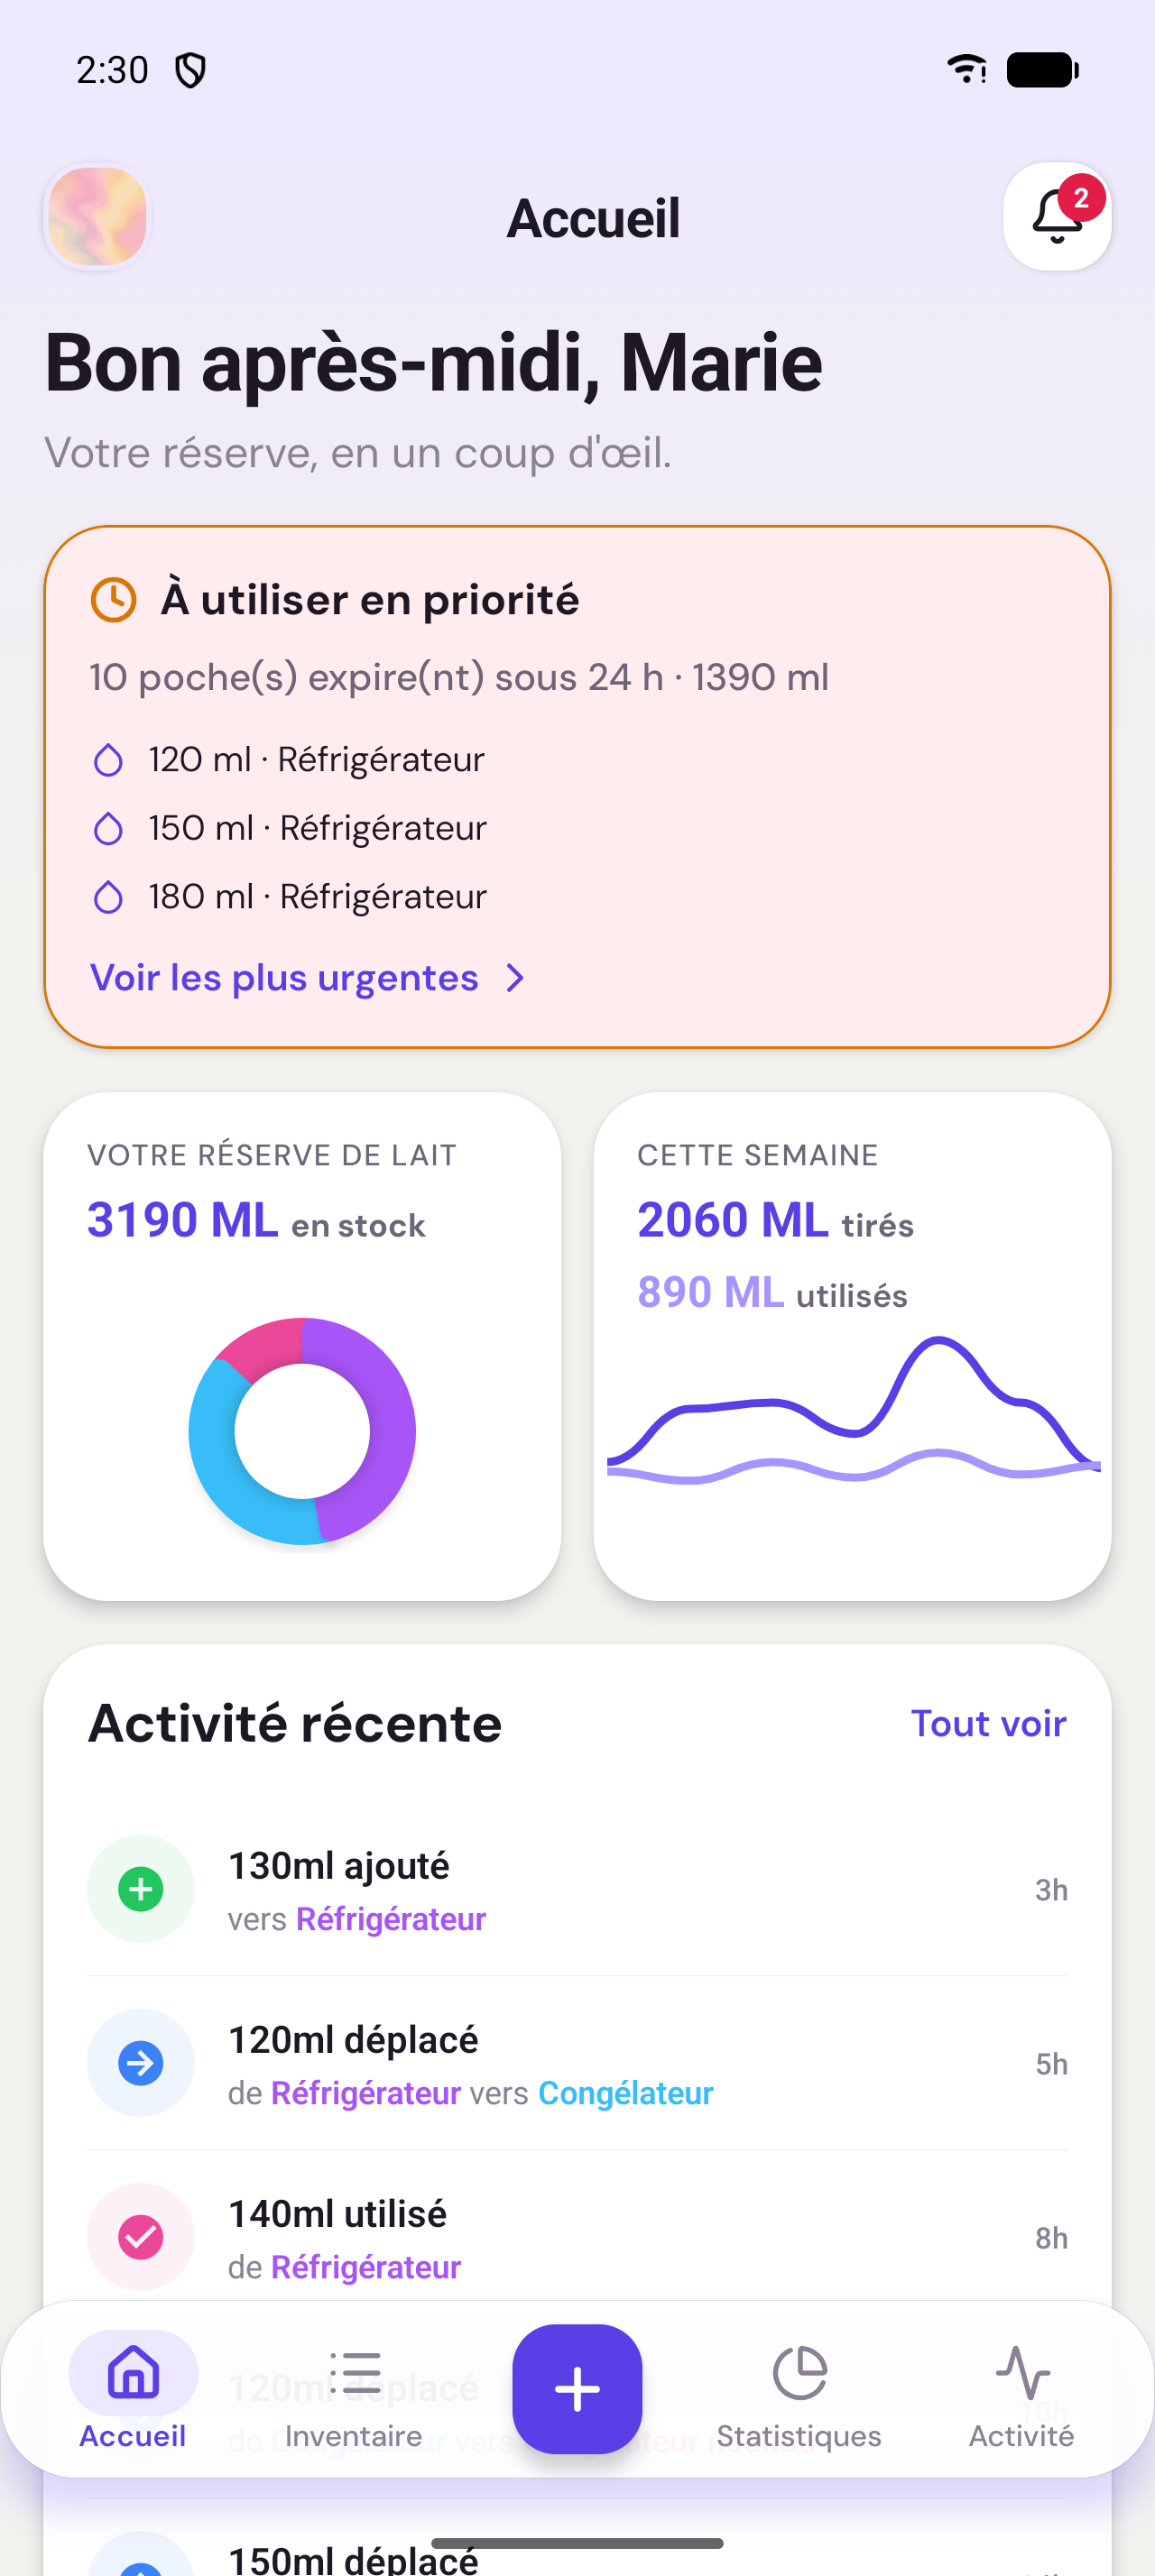 2:30
Accueil
2
Bon après-midi, Marie
Votre réserve, en un coup d'œil.
À utiliser en priorité
10 poche(s) expire(nt) sous 24 h · 1390 ml
120 ml · Réfrigérateur
150 ml · Réfrigérateur
180 ml · Réfrigérateur
Voir les plus urgentes
VOTRE RÉSERVE DE LAIT
3190 ML en stock
CETTE SEMAINE
2060 ML tirés
890 ML utilisés
Activité récente
Tout voir
130ml ajouté
vers Réfrigérateur
3h
120ml déplacé
de Réfrigérateur vers Congélateur
5h
140ml utilisé
de Réfrigérateur
8h
120ml déplacé
10h
Accueil
Inventaire
Statistiques
Activité
150ml déplacé